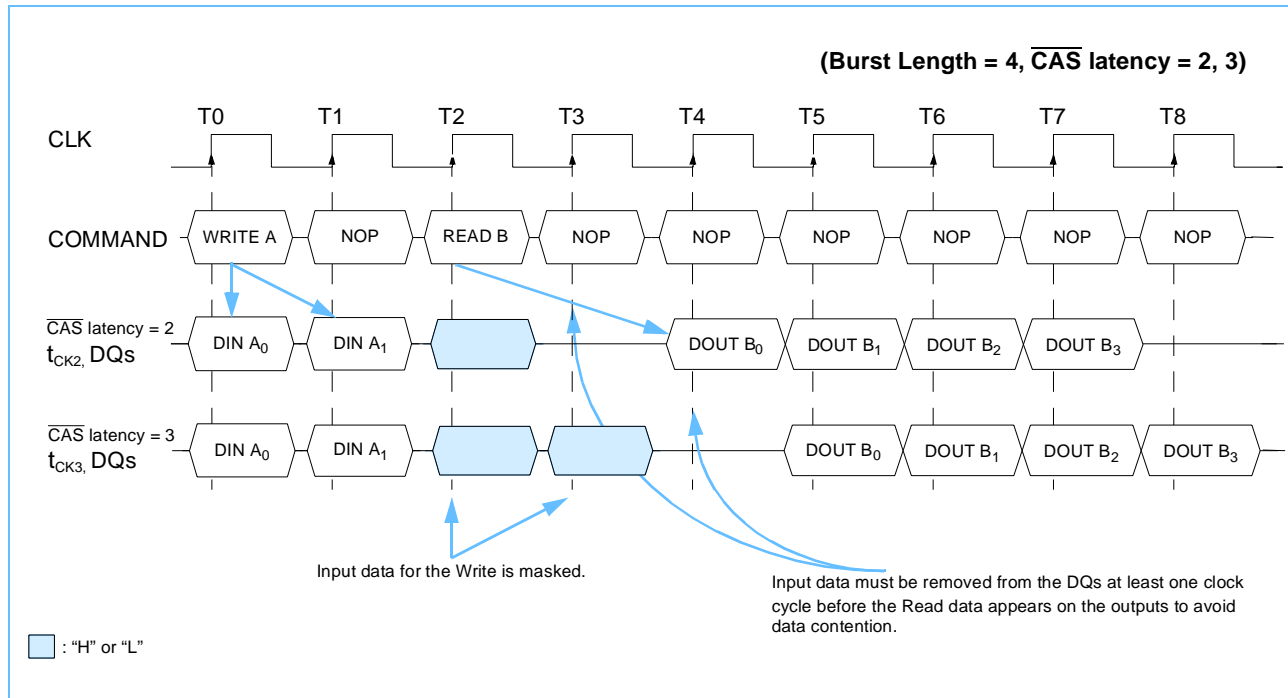 (Burst Length = 4, CAS latency = 2, 3)
T0 T1 T2 T3 T4 T5 T6 T7 T8
CLK
COMMAND WRITE A NOP READ B NOP NOP NOP NOP NOP NOP
CAS latency = 2
tCK2, DQs DIN A0 DIN A1 DOUT B0 DOUT B1 DOUT B2 DOUT B3
CAS latency = 3
tCK3, DQs DIN A0 DIN A1 DOUT B0 DOUT B1 DOUT B2 DOUT B3
Input data for the Write is masked.
Input data must be removed from the DQs at least one clock
cycle before the Read data appears on the outputs to avoid
data contention.
: “H” or “L”